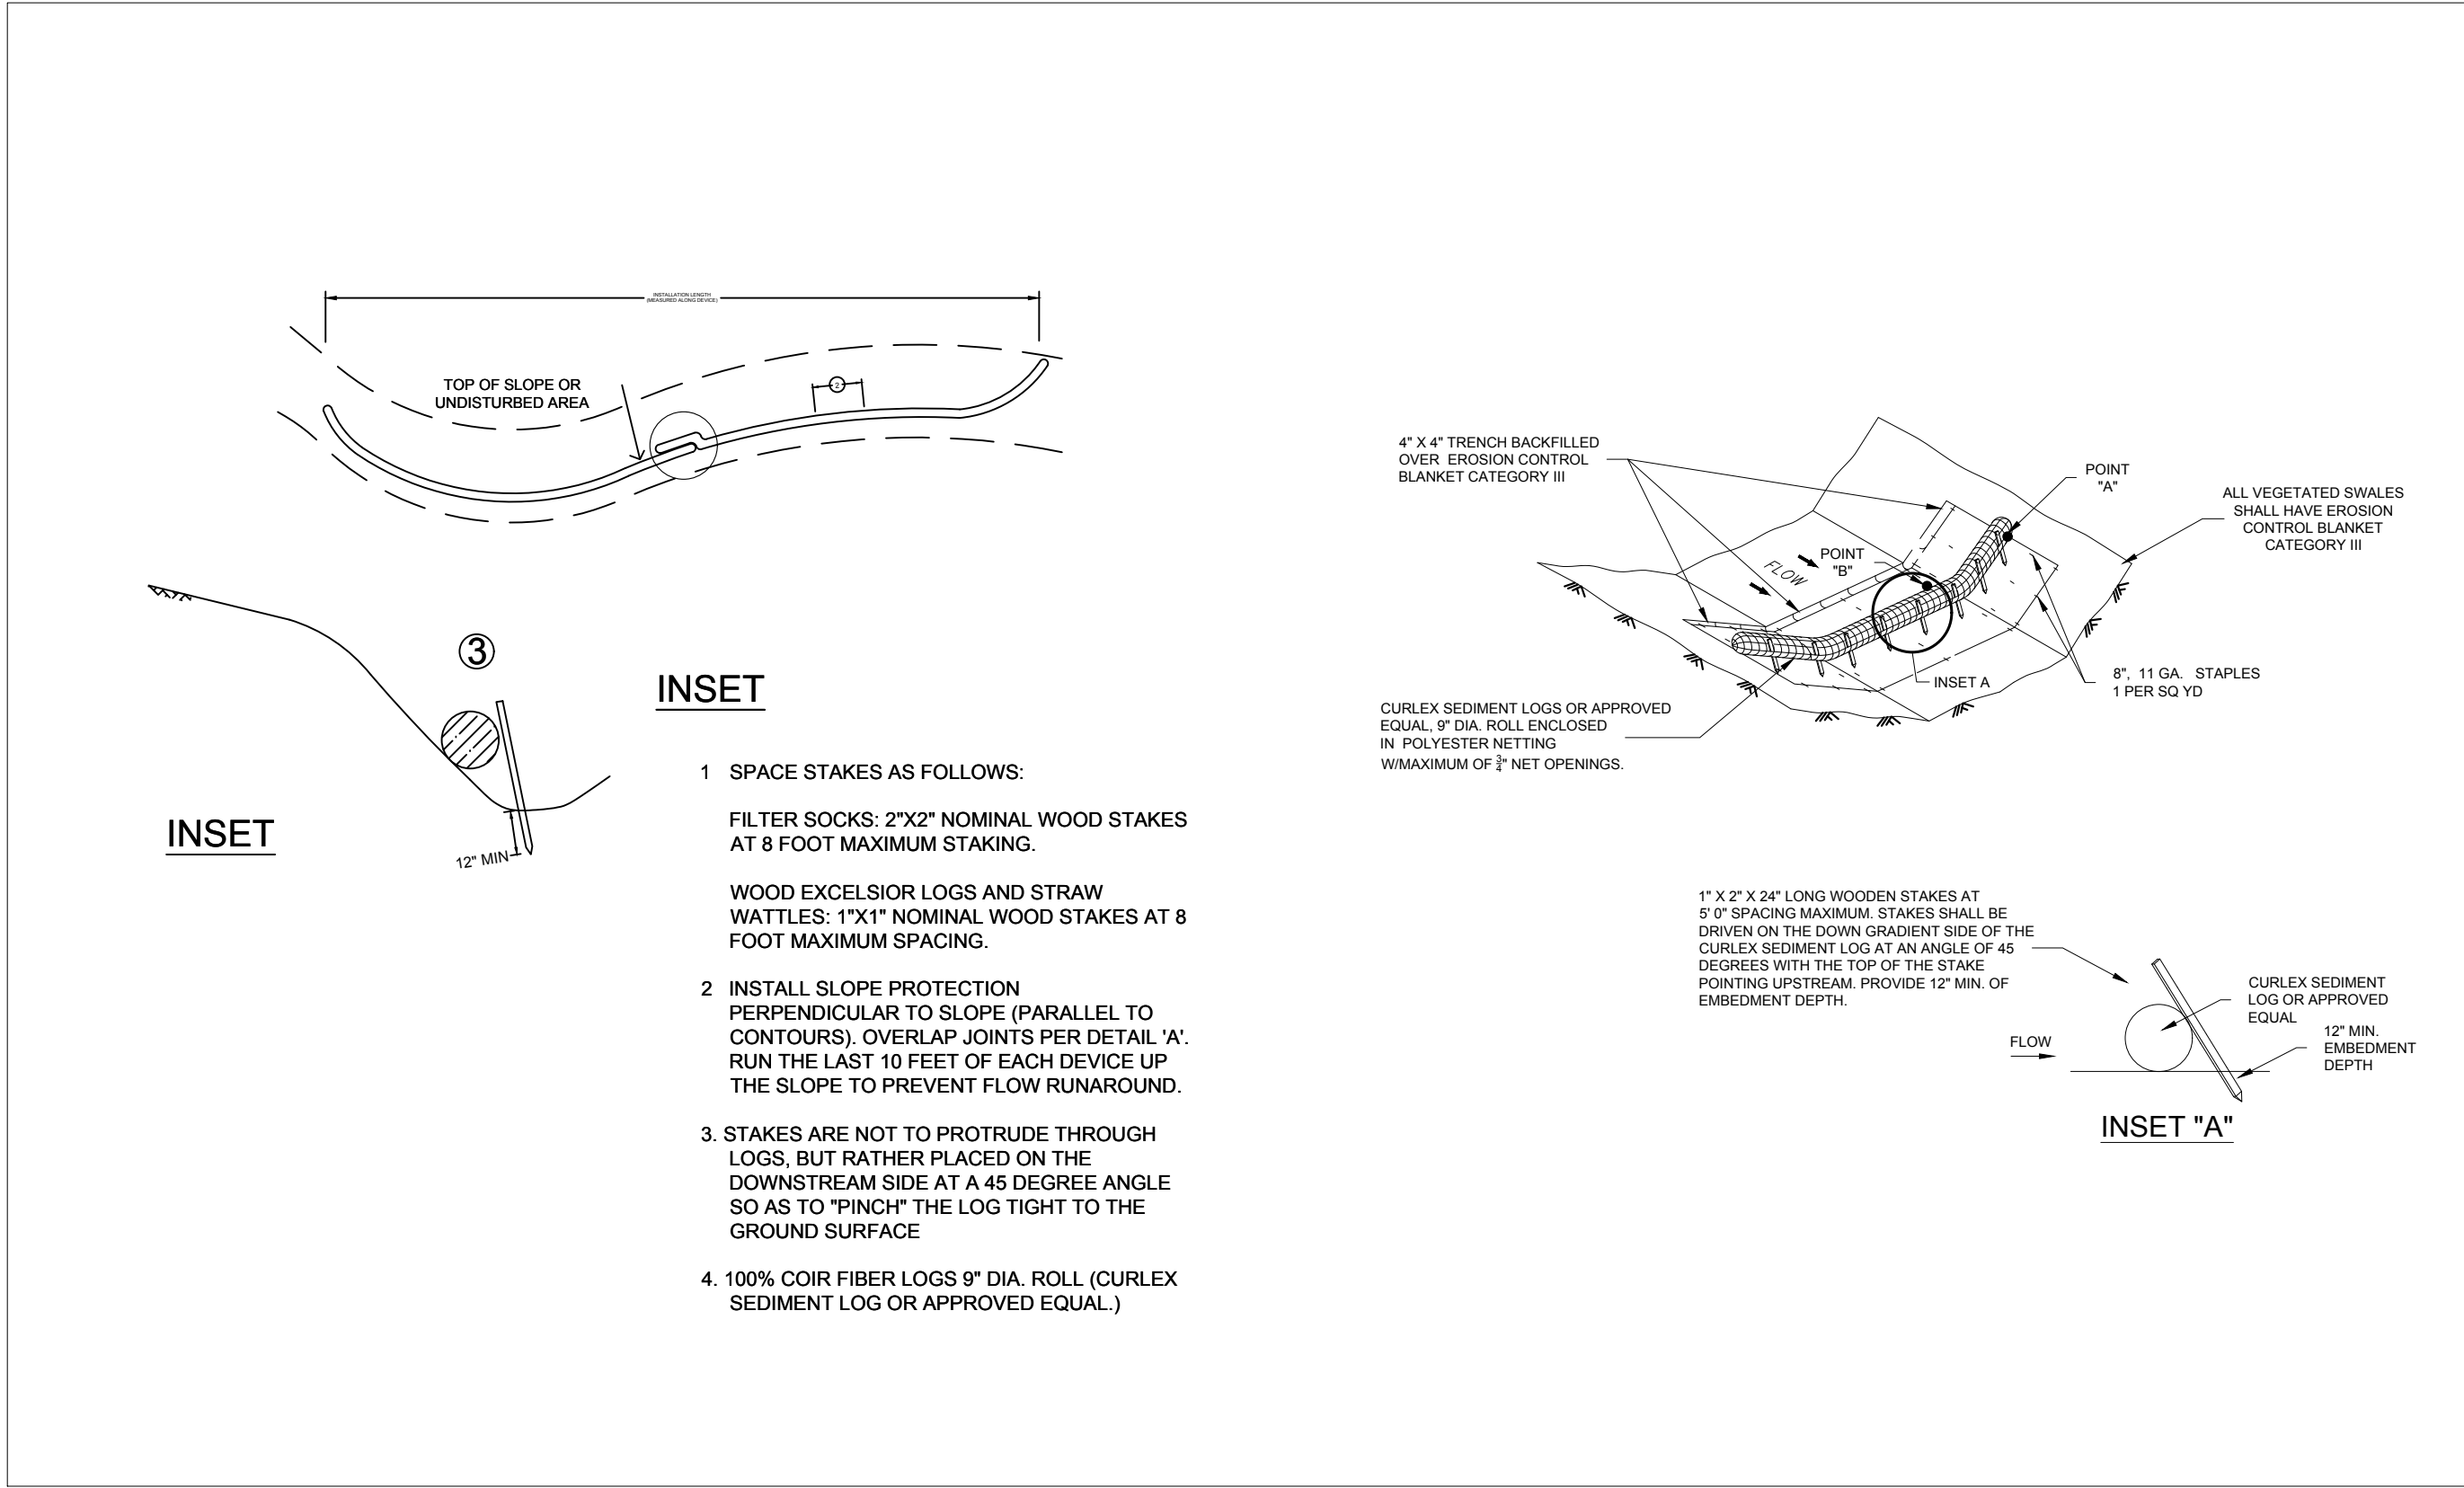 INSTALLATION LENGTH
(MEASURED ALONG DEVICE)
TOP OF SLOPE OR
UNDISTURBED AREA
2
3
INSET
12" MIN
INSET
1 SPACE STAKES AS FOLLOWS:
FILTER SOCKS: 2"X2" NOMINAL WOOD STAKES
AT 8 FOOT MAXIMUM STAKING.
WOOD EXCELSIOR LOGS AND STRAW
WATTLES: 1"X1" NOMINAL WOOD STAKES AT 8
FOOT MAXIMUM SPACING.
2 INSTALL SLOPE PROTECTION
PERPENDICULAR TO SLOPE (PARALLEL TO
CONTOURS). OVERLAP JOINTS PER DETAIL 'A'.
RUN THE LAST 10 FEET OF EACH DEVICE UP
THE SLOPE TO PREVENT FLOW RUNAROUND.
3. STAKES ARE NOT TO PROTRUDE THROUGH
LOGS, BUT RATHER PLACED ON THE
DOWNSTREAM SIDE AT A 45 DEGREE ANGLE
SO AS TO "PINCH" THE LOG TIGHT TO THE
GROUND SURFACE
4. 100% COIR FIBER LOGS 9" DIA. ROLL (CURLEX
SEDIMENT LOG OR APPROVED EQUAL.)
4" X 4" TRENCH BACKFILLED
OVER EROSION CONTROL
BLANKET CATEGORY III
POINT
"A"
ALL VEGETATED SWALES
SHALL HAVE EROSION
CONTROL BLANKET
CATEGORY III
POINT
"B"
FLOW
INSET A
8", 11 GA. STAPLES
1 PER SQ YD
CURLEX SEDIMENT LOGS OR APPROVED
EQUAL, 9" DIA. ROLL ENCLOSED
IN POLYESTER NETTING
W/MAXIMUM OF 3/4" NET OPENINGS.
1" X 2" X 24" LONG WOODEN STAKES AT
5' 0" SPACING MAXIMUM. STAKES SHALL BE
DRIVEN ON THE DOWN GRADIENT SIDE OF THE
CURLEX SEDIMENT LOG AT AN ANGLE OF 45
DEGREES WITH THE TOP OF THE STAKE
POINTING UPSTREAM. PROVIDE 12" MIN. OF
EMBEDMENT DEPTH.
FLOW
CURLEX SEDIMENT
LOG OR APPROVED
EQUAL
12" MIN.
EMBEDMENT
DEPTH
INSET "A"